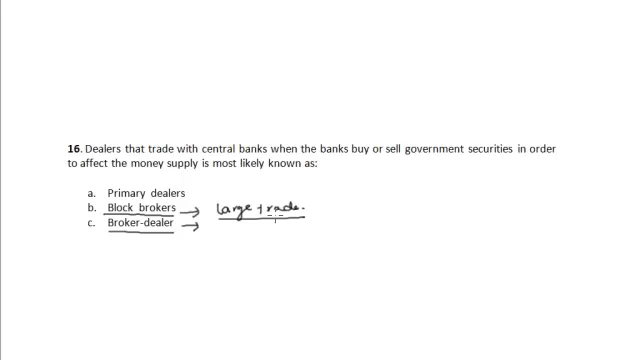 16. Dealers that trade with central banks when the banks buy or sell government securities in order
to affect the money supply is most likely known as:
a. Primary dealers
b. Block brokers → large trade.
c. Broker-dealer →